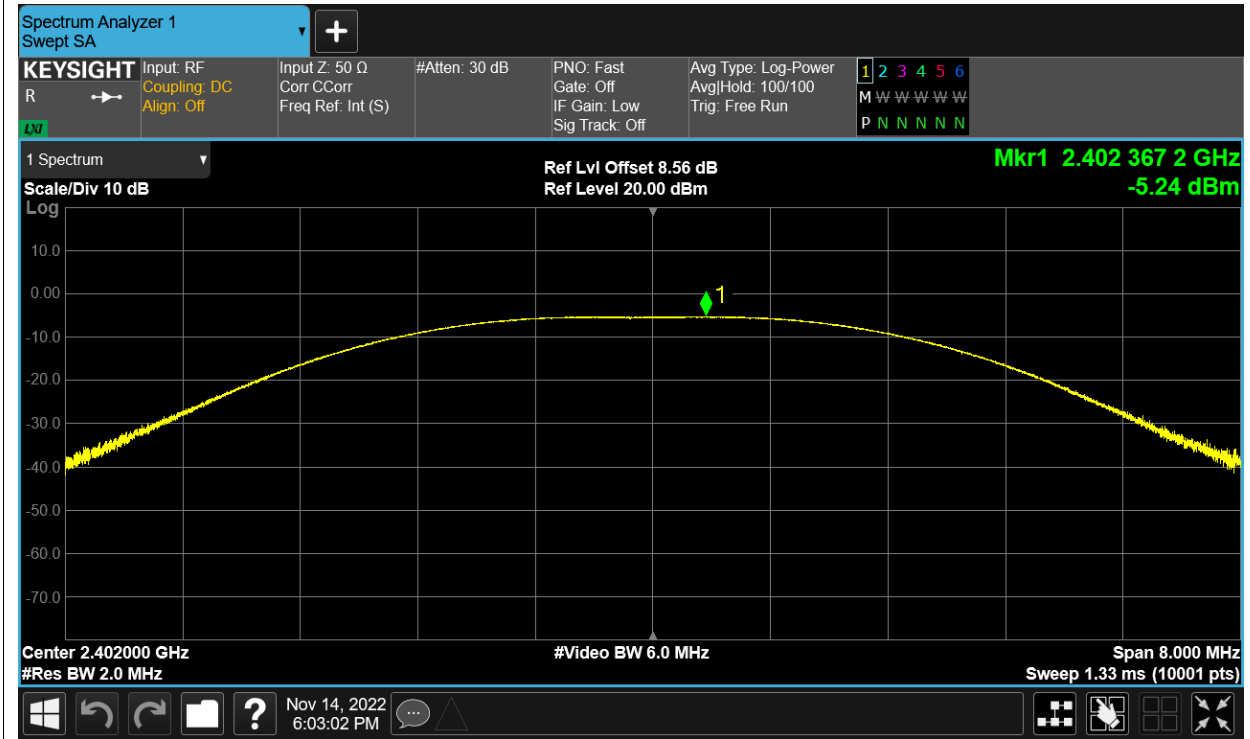 Spectrum Analyzer 1
Swept SA
KEYSIGHT
R
LXI
Input: RF
Coupling: DC
Align: Off
Input Z: 50 Ω
Corr CCorr
Freq Ref: Int (S)
#Atten: 30 dB
PNO: Fast
Gate: Off
IF Gain: Low
Sig Track: Off
Avg Type: Log-Power
Avg|Hold: 100/100
Trig: Free Run
1 2 3 4 5 6
M W W W W W
P N N N N N
1 Spectrum
Scale/Div 10 dB
Log
Ref Lvl Offset 8.56 dB
Ref Level 20.00 dBm
Mkr1 2.402 367 2 GHz
-5.24 dBm
10.0
0.00
-10.0
-20.0
-30.0
-40.0
-50.0
-60.0
-70.0
1
Center 2.402000 GHz
#Video BW 6.0 MHz
Span 8.000 MHz
#Res BW 2.0 MHz
Sweep 1.33 ms (10001 pts)
?
Nov 14, 2022
6:03:02 PM